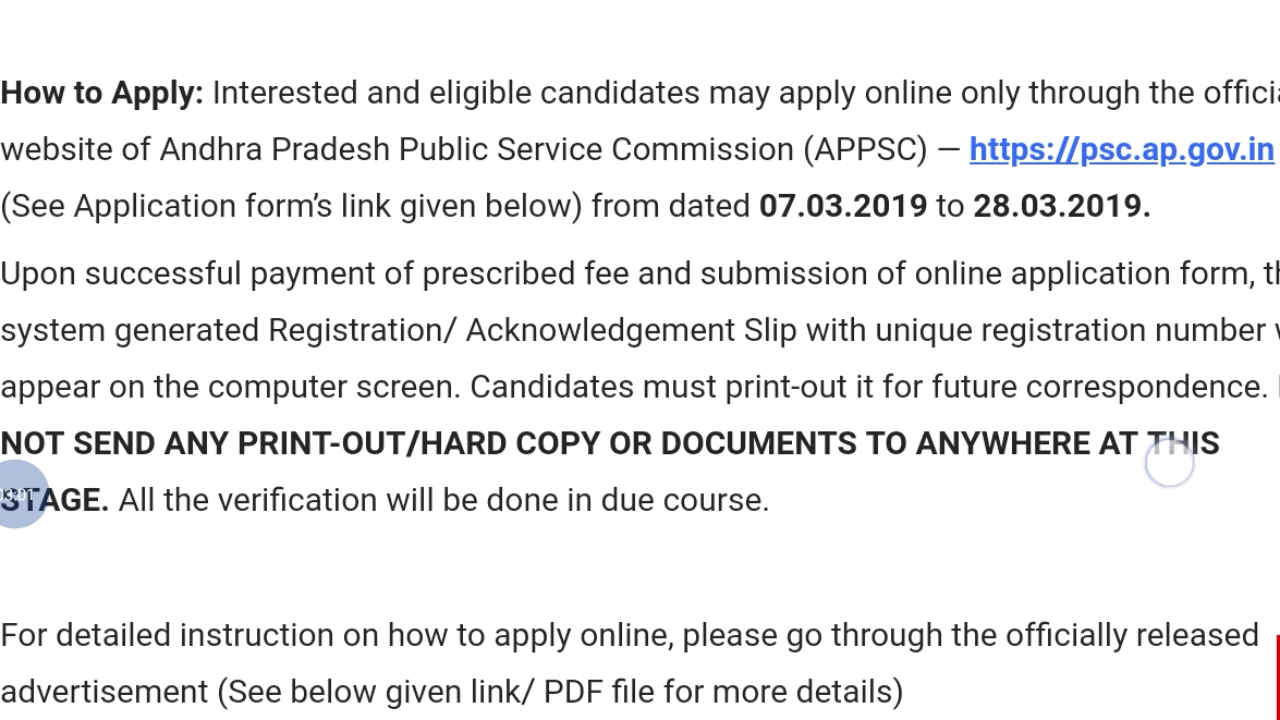 How to Apply: Interested and eligible candidates may apply online only through the
website of Andhra Pradesh Public Service Commission (APPSC) — https://psc.ap.gov.in
(See Application form's link given below) from dated 07.03.2019 to 28.03.2019.
Upon successful payment of prescribed fee and submission of online application form,
system generated Registration/ Acknowledgement Slip with unique registration number
appear on the computer screen. Candidates must print-out it for future correspondence.
NOT SEND ANY PRINT-OUT/HARD COPY OR DOCUMENTS TO ANYWHERE AT THIS
STAGE. All the verification will be done in due course.
For detailed instruction on how to apply online, please go through the officially released
advertisement (See below given link/ PDF file for more details)